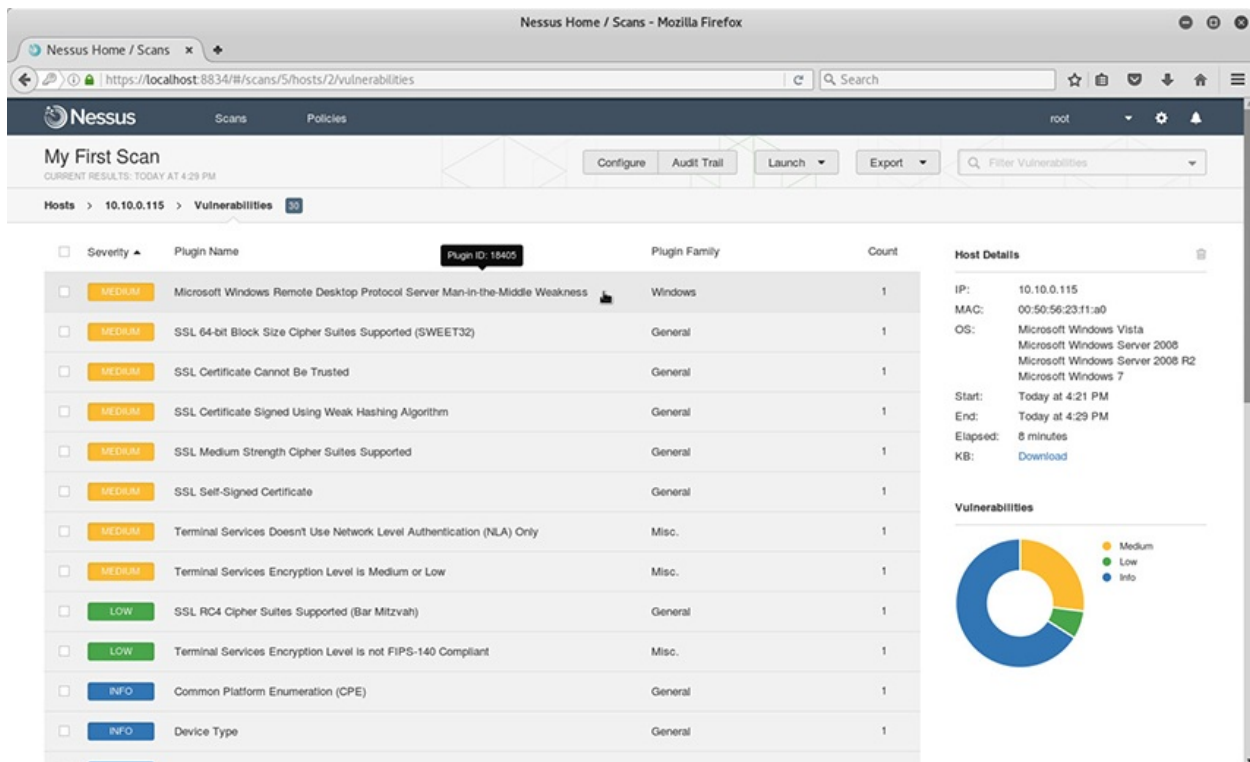 Nessus Home / Scans - Mozilla Firefox
Nessus Home / Scans
https://localhost:8834/#/scans/5/hosts/2/vulnerabilities
Search
Nessus Scans Policies root
My First Scan
CURRENT RESULTS: TODAY AT 4:29 PM
Configure Audit Trail Launch Export Filter Vulnerabilities
Hosts > 10.10.0.115 > Vulnerabilities 30
Severity Plugin Name Plugin Family Count
Plugin ID: 18405
MEDIUM Microsoft Windows Remote Desktop Protocol Server Man-in-the-Middle Weakness Windows 1
MEDIUM SSL 64-bit Block Size Cipher Suites Supported (SWEET32) General 1
MEDIUM SSL Certificate Cannot Be Trusted General 1
MEDIUM SSL Certificate Signed Using Weak Hashing Algorithm General 1
MEDIUM SSL Medium Strength Cipher Suites Supported General 1
MEDIUM SSL Self-Signed Certificate General 1
MEDIUM Terminal Services Doesn't Use Network Level Authentication (NLA) Only Misc. 1
MEDIUM Terminal Services Encryption Level is Medium or Low Misc. 1
LOW SSL RC4 Cipher Suites Supported (Bar Mitzvah) General 1
LOW Terminal Services Encryption Level is not FIPS-140 Compliant Misc. 1
INFO Common Platform Enumeration (CPE) General 1
INFO Device Type General 1
Host Details
IP: 10.10.0.115
MAC: 00:50:56:23:f1:a0
OS: Microsoft Windows Vista
Microsoft Windows Server 2008
Microsoft Windows Server 2008 R2
Microsoft Windows 7
Start: Today at 4:21 PM
End: Today at 4:29 PM
Elapsed: 8 minutes
KB: Download
Vulnerabilities
Medium
Low
Info